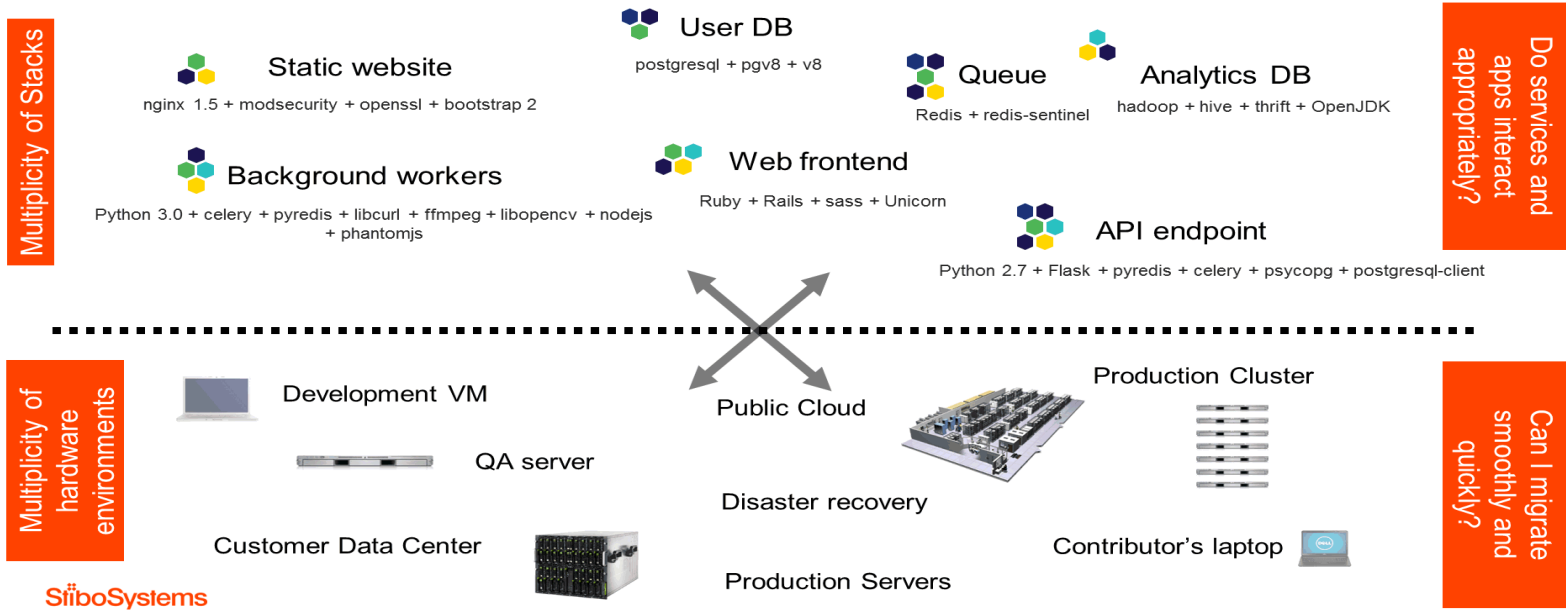 Multiplicity of Stacks
User DB
postgresql + pgv8 + v8
Static website
nginx 1.5 + modsecurity + openssl + bootstrap 2
Queue
Redis + redis-sentinel
Analytics DB
hadoop + hive + thrift + OpenJDK
Background workers
Python 3.0 + celery + pyredis + libcurl + ffmpeg + libopencv + nodejs
+ phantomjs
Web frontend
Ruby + Rails + sass + Unicorn
API endpoint
Python 2.7 + Flask + pyredis + celery + psycopg + postgresql-client
Do services and
apps interact
appropriately?
Multiplicity of
hardware
environments
Development VM
QA server
Customer Data Center
Public Cloud
Disaster recovery
Production Servers
Production Cluster
Contributor’s laptop
DELL
Can I migrate
smoothly and
quickly?
StiboSystems